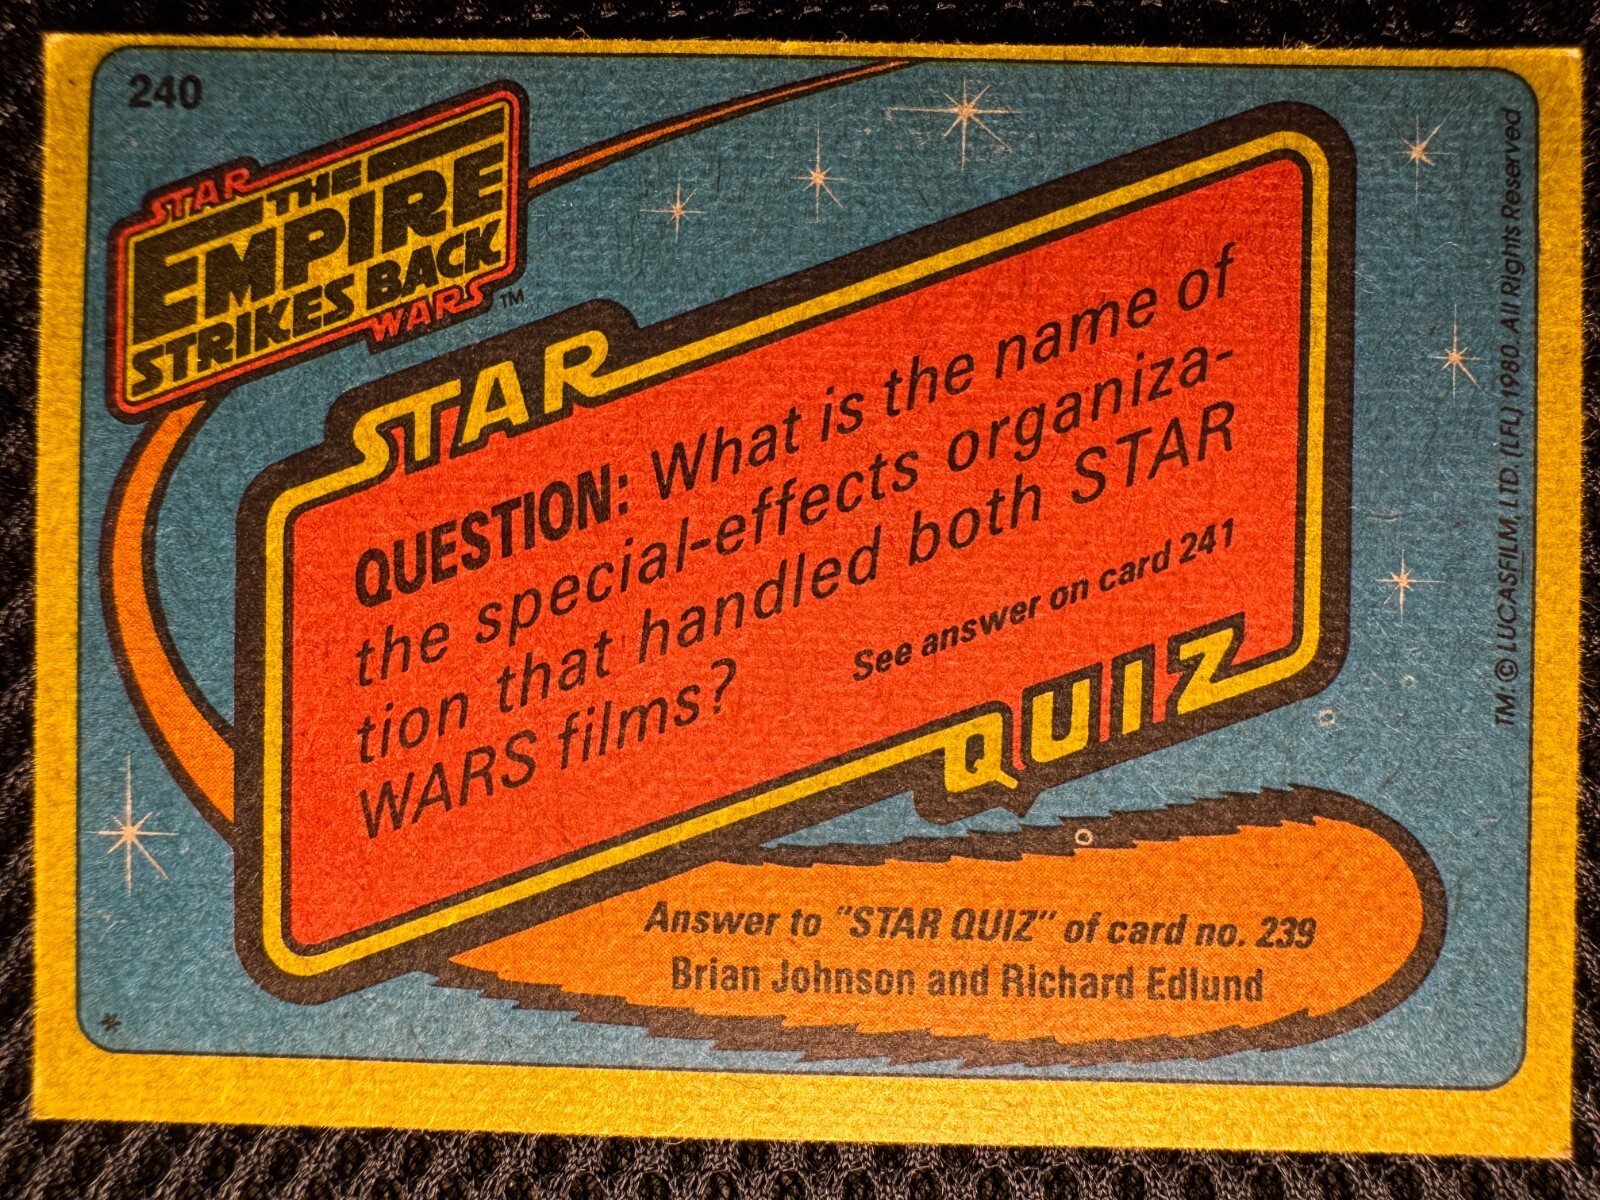 240
STAR
THE
EMPIRE
STRIKES BACK
WARS™
STAR
QUESTION: What is the name of
the special-effects organiza-
tion that handled both STAR
WARS films?
See answer on card 241
QUIZ
Answer to "STAR QUIZ" of card no. 239
Brian Johnson and Richard Edlund
*
TM: © LUCASFILM, LTD. (LFL) 1980. All Rights Reserved